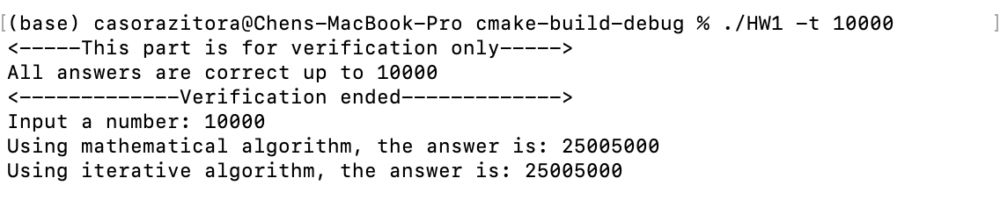 [(base) casorazitora@Chens-MacBook-Pro cmake-build-debug % ./HW1 -t 10000 ]
<-----This part is for verification only----->
All answers are correct up to 10000
<-------------Verification ended------------->
Input a number: 10000
Using mathematical algorithm, the answer is: 25005000
Using iterative algorithm, the answer is: 25005000